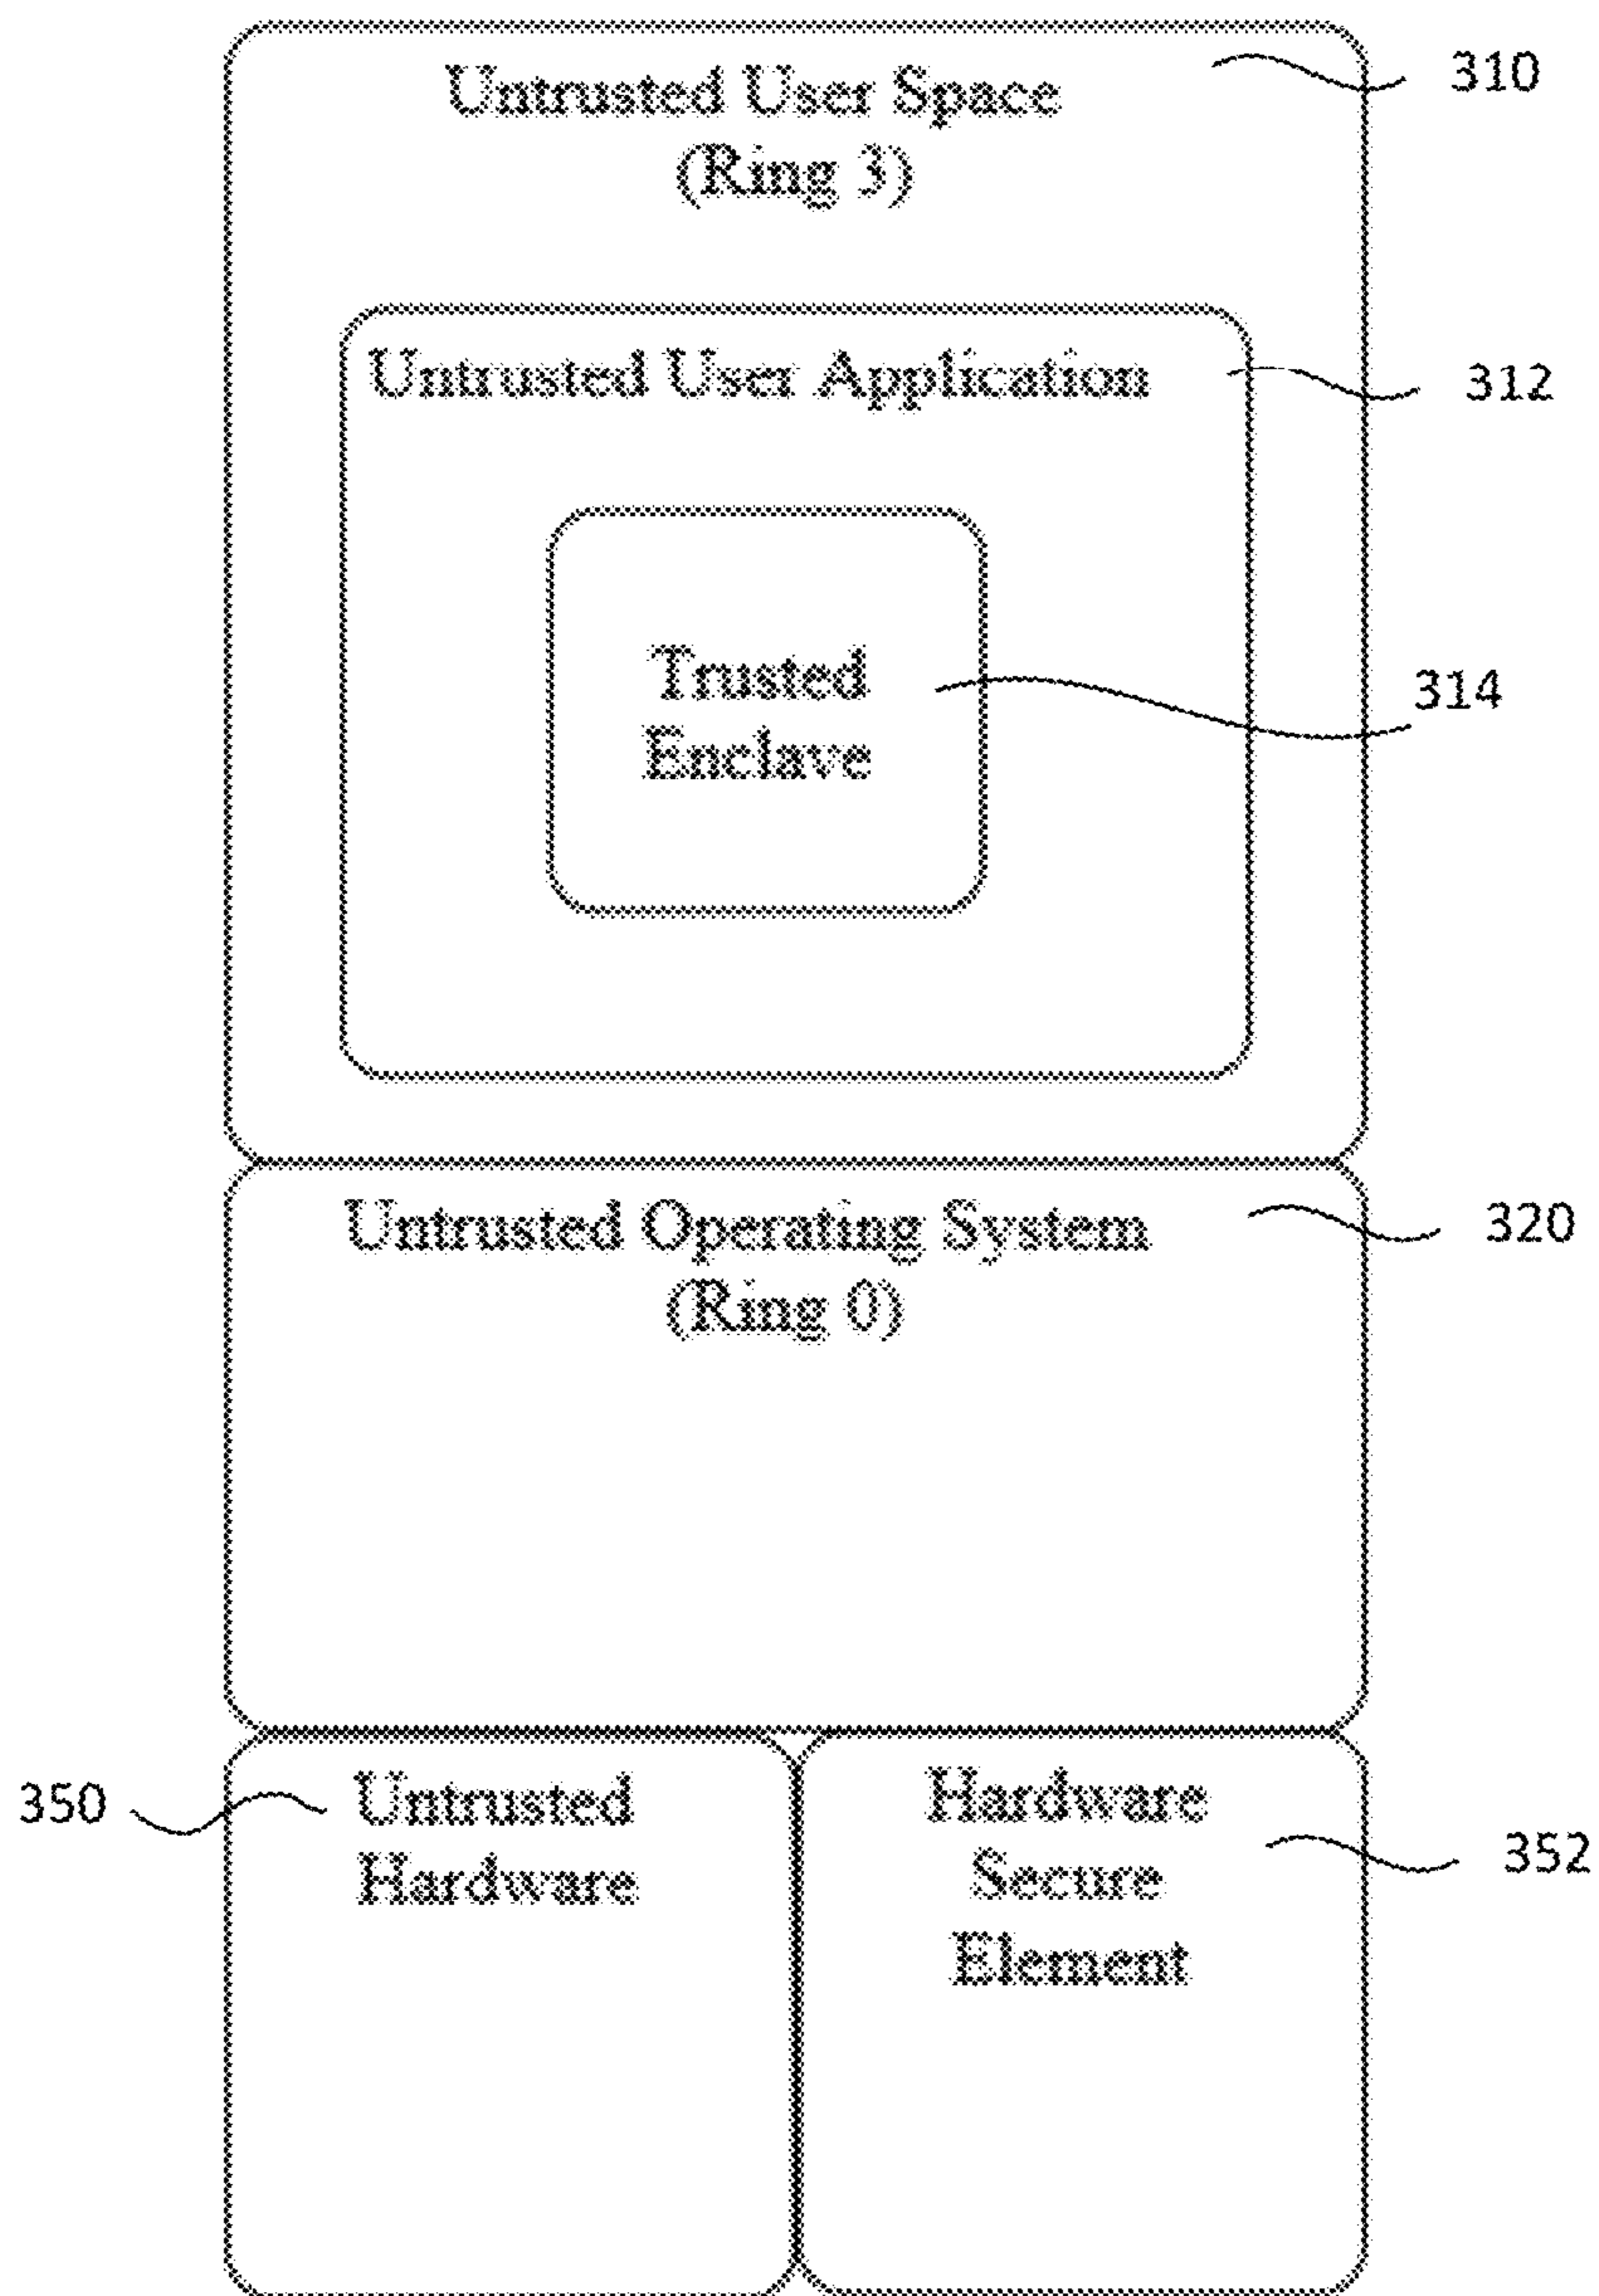 Untrusted User Space
310
(Ring 3)
Untrusted User Application
312
Trusted
Enclave
314
Untrusted Operating System
320
(Ring 0)
350
Untrusted
Hardware
Hardware
Secure
Element
352